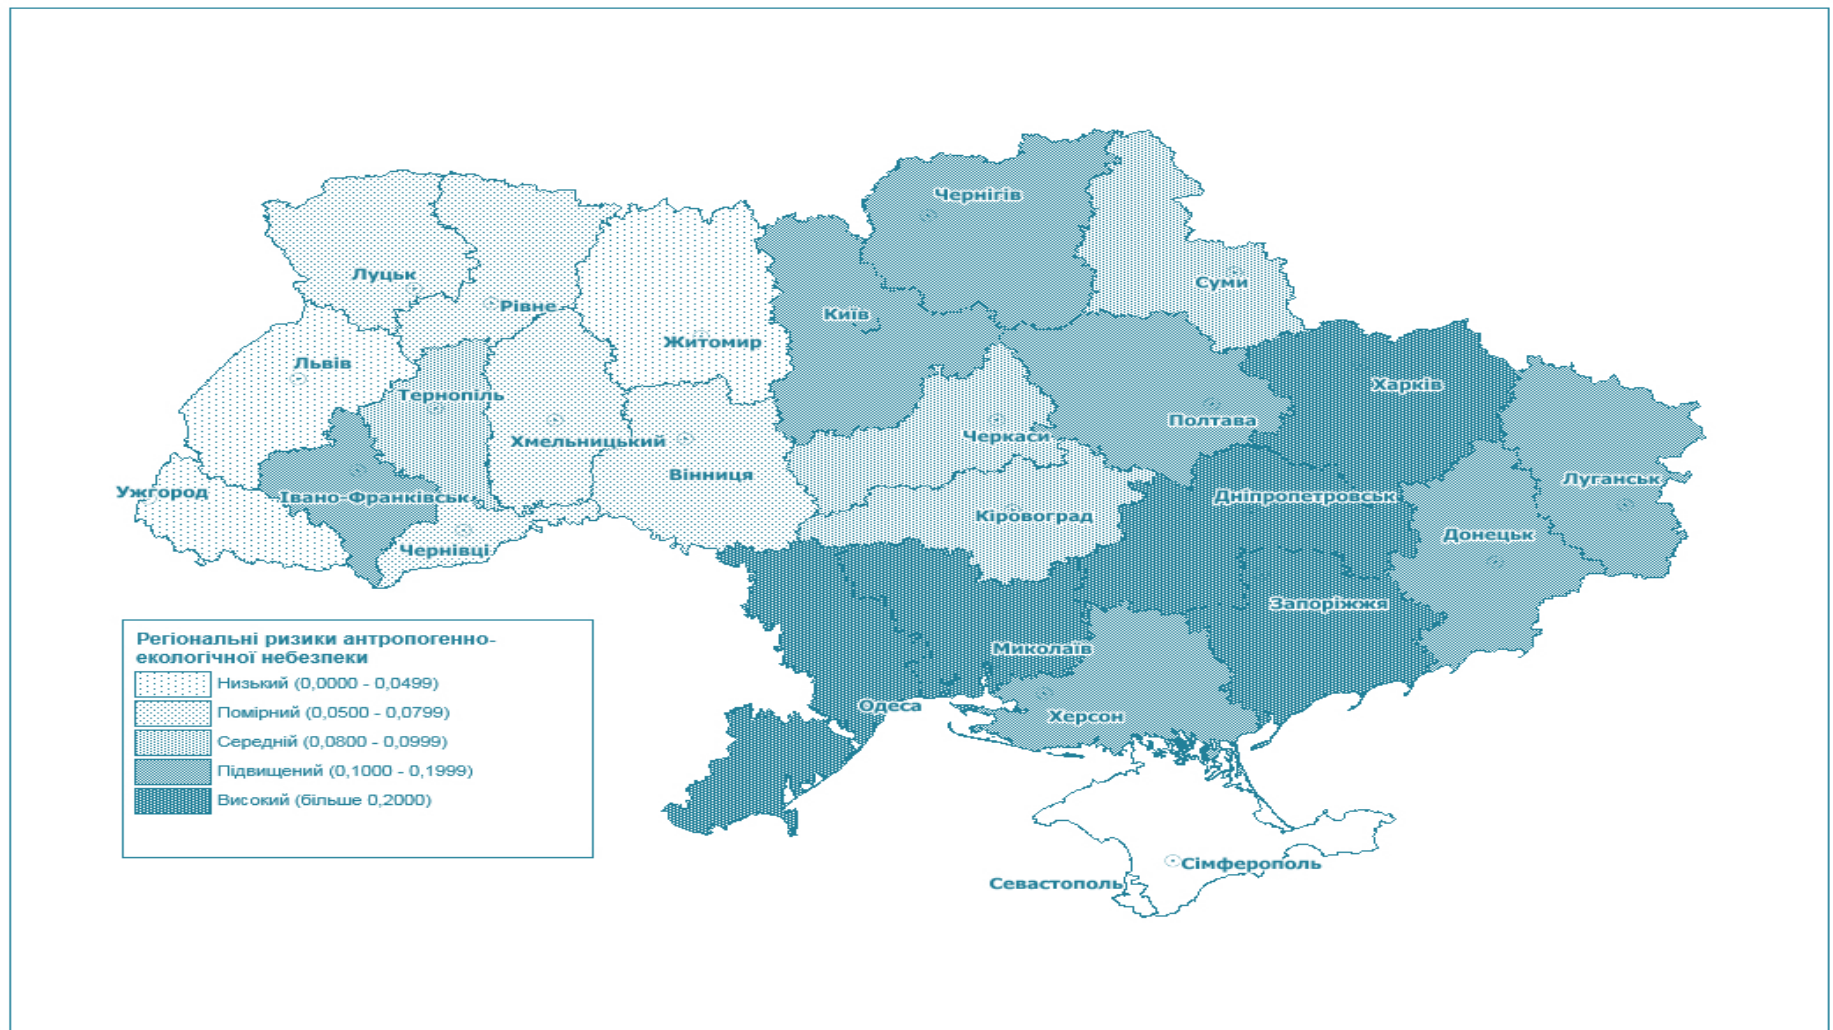 Чернігів
Луцьк
Суми
Рівне
Київ
Житомир
Львів
Харків
Тернопіль
Полтава
Черкаси
Хмельницький
Вінниця
Луганськ
Ужгород
Івано-Франківськ
Дніпропетровськ
Кіровоград
Донецьк
Чернівці
Запоріжжя
Миколаїв
Одеса
Херсон
Сімферополь
Севастополь
Регіональні ризики антропогенно-
екологічної небезпеки
Низький (0,0000 - 0,0499)
Помірний (0,0500 - 0,0799)
Середній (0,0800 - 0,0999)
Підвищений (0,1000 - 0,1999)
Високий (більше 0,2000)